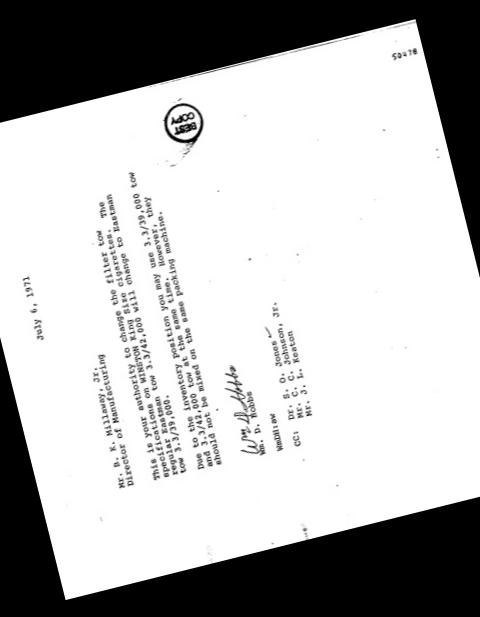 July 6, 1971
Mr. B. K. Millaway, Jr.
Director of Manufacturing
This is your authority to change the filter tow The
specifications on WINSTON King Size cigarettes.
Eastman tow 3.3/42,000 will change to Eastman
regular 3.3/39,000.
Due to the inventory position you may use 3.3/39,000 tow
and 3.3/42,000 tow at the same time. However, they
should not be mixed on the same packing machine.
Wm. D. Hobbs
Wm. D. Hobbs
WmDH:aw
CC: Dr. S. O. Jones
Mr. C. C. Johnson, Jr.
Mr. J. L. Keaton
BEST
COPY
50478